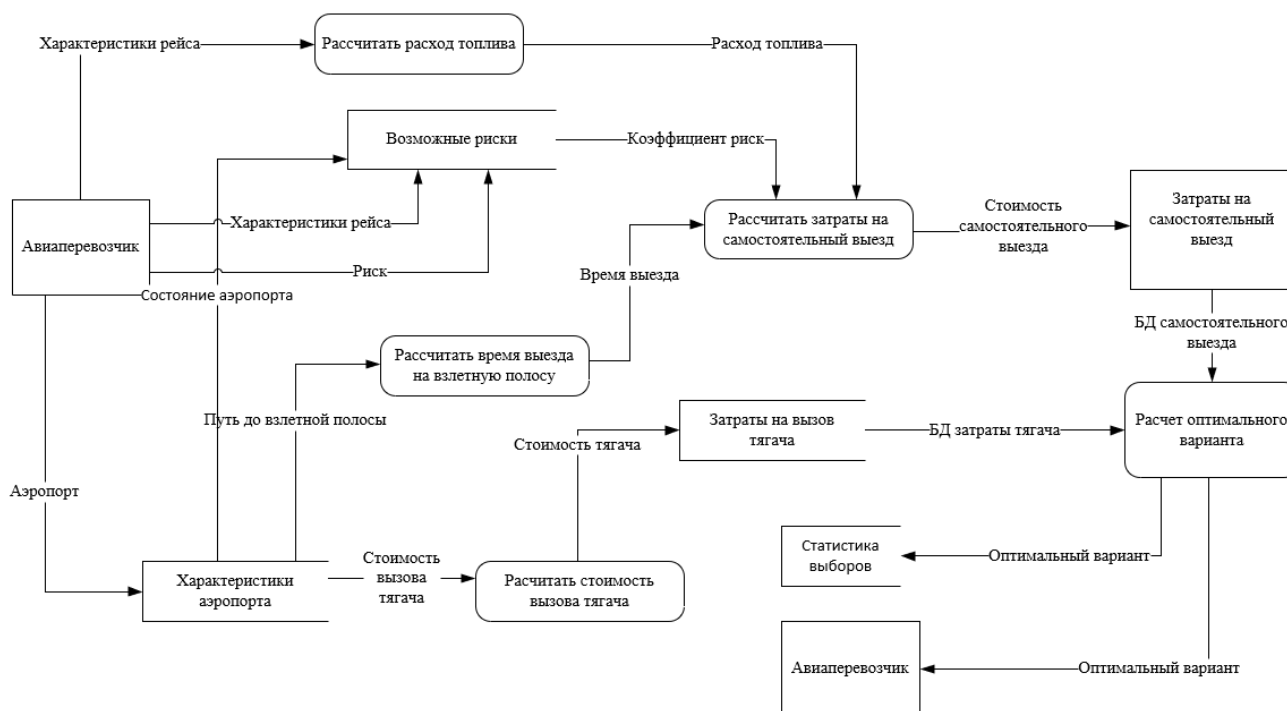 Характеристики рейса
Рассчитать расход топлива
Расход топлива
Возможные риски
Коэффициент риск
Авиаперевозчик
Характеристики рейса
Риск
Состояние аэропорта
Рассчитать затраты на
самостоятельный выезд
Стоимость
самостоятельного
выезда
Затраты на
самостоятельный
выезд
Время выезда
БД самостоятельного
выезда
Рассчитать время выезда
на взлетную полосу
Путь до взлетной полосы
Стоимость тягача
Затраты на вызов
тягача
БД затраты тягача
Расчет оптимального
варианта
Аэропорт
Характеристики
аэропорта
Стоимость
вызова
тягача
Расчитать стоимость
вызова тягача
Статистика
выборов
Оптимальный вариант
Авиаперевозчик
Оптимальный вариант